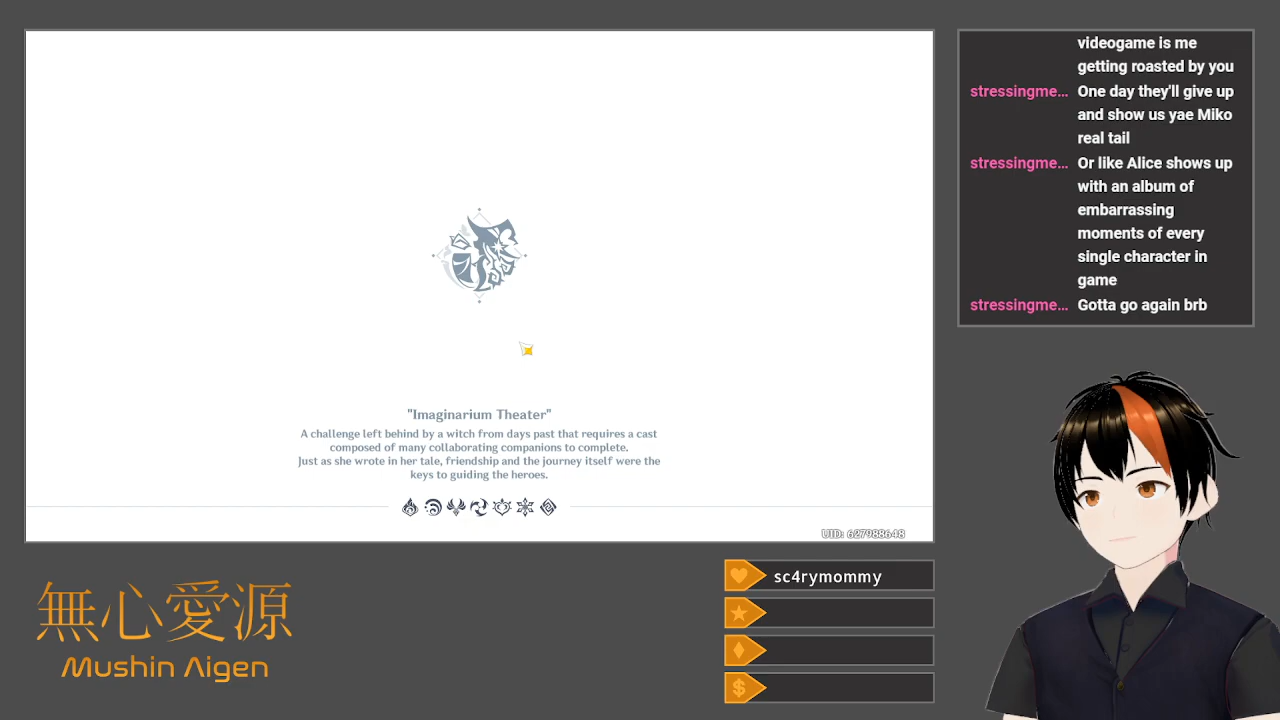 "Imaginarium Theater"
A challenge left behind by a witch from days past that requires a cast
composed of many collaborating companions to complete.
Just as she wrote in her tale, friendship and the journey itself were the
keys to guiding the heroes.
UID: 627988648
videogame is me
getting roasted by you
stressingme… One day they'll give up
and show us yae Miko
real tail
stressingme… Or like Alice shows up
with an album of
embarrassing
moments of every
single character in
game
stressingme… Gotta go again brb
無心愛源
Mushin Aigen
sc4rymommy